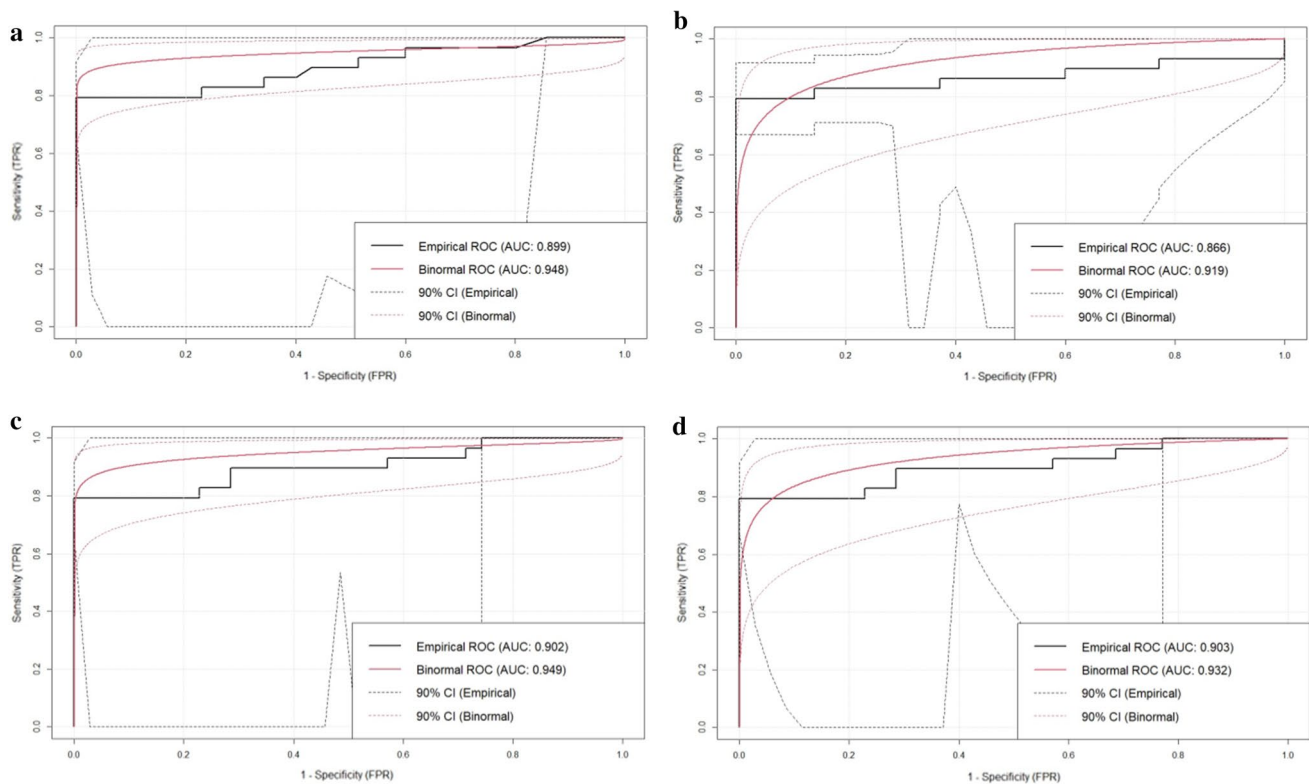 a
1.0
0.8
0.6
0.4
0.2
0.0
Sensitivity (TPR)
Empirical ROC (AUC: 0.899)
Binormal ROC (AUC: 0.948)
90% CI (Empirical)
90% CI (Binormal)
0.0 0.2 0.4 0.6 0.8 1.0
1 - Specificity (FPR)
b
1.0
0.8
0.6
0.4
0.2
0.0
Sensitivity (TPR)
Empirical ROC (AUC: 0.866)
Binormal ROC (AUC: 0.919)
90% CI (Empirical)
90% CI (Binormal)
0.0 0.2 0.4 0.6 0.8 1.0
1 - Specificity (FPR)
c
1.0
0.8
0.6
0.4
0.2
0.0
Sensitivity (TPR)
Empirical ROC (AUC: 0.902)
Binormal ROC (AUC: 0.949)
90% CI (Empirical)
90% CI (Binormal)
0.0 0.2 0.4 0.6 0.8 1.0
1 - Specificity (FPR)
d
1.0
0.8
0.6
0.4
0.2
0.0
Sensitivity (TPR)
Empirical ROC (AUC: 0.903)
Binormal ROC (AUC: 0.932)
90% CI (Empirical)
90% CI (Binormal)
0.0 0.2 0.4 0.6 0.8 1.0
1 - Specificity (FPR)